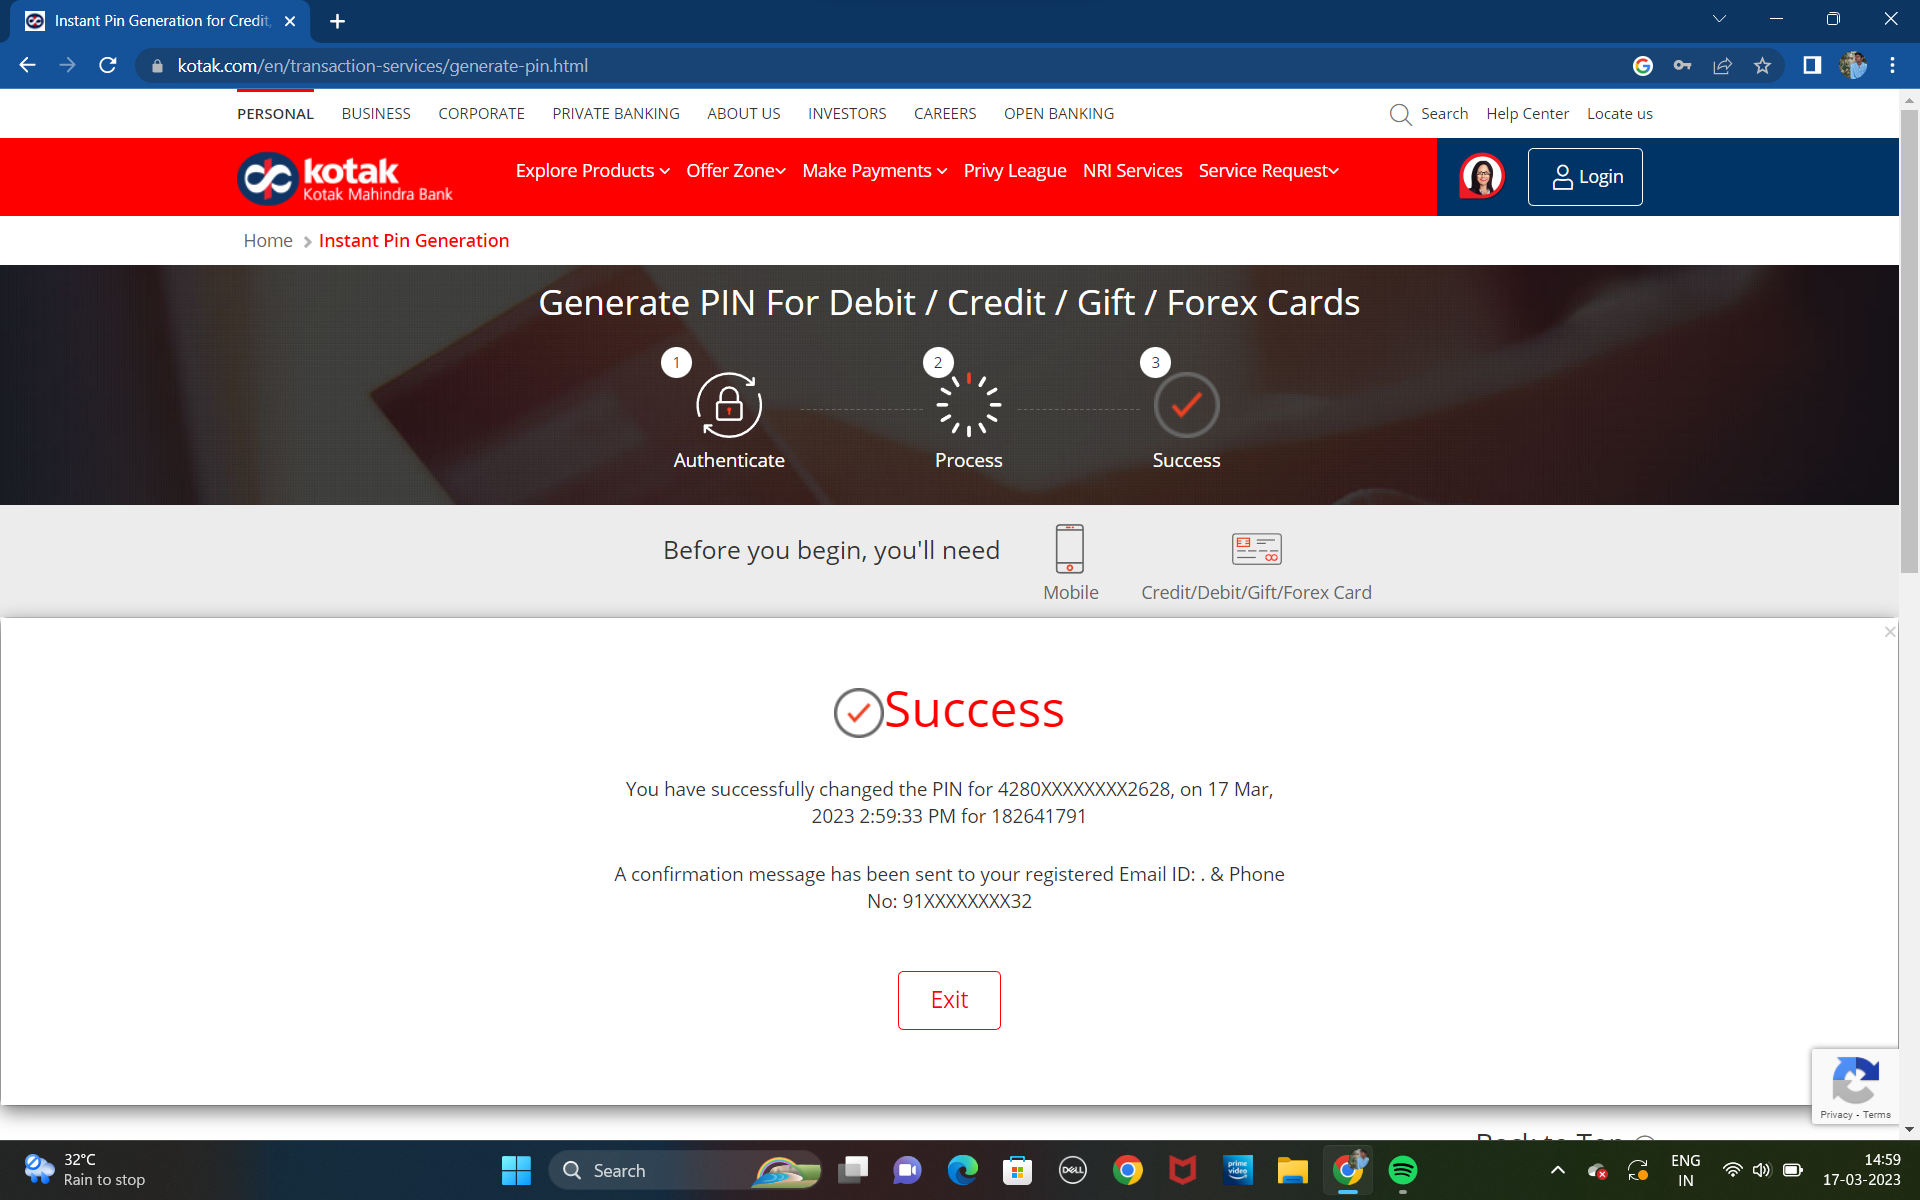 Instant Pin Generation for Credit,
kotak.com/en/transaction-services/generate-pin.html
PERSONAL BUSINESS CORPORATE PRIVATE BANKING ABOUT US INVESTORS CAREERS OPEN BANKING Search Help Center Locate us
kotak
Kotak Mahindra Bank
Explore Products Offer Zone Make Payments Privy League NRI Services Service Request Login
Home Instant Pin Generation
Generate PIN For Debit / Credit / Gift / Forex Cards
1 2 3
Authenticate Process Success
Before you begin, you'll need
Mobile Credit/Debit/Gift/Forex Card
Success
You have successfully changed the PIN for 4280XXXXXXXX2628, on 17 Mar,
2023 2:59:33 PM for 182641791
A confirmation message has been sent to your registered Email ID: . & Phone
No: 91XXXXXXXX32
Exit
Privacy - Terms
Back to Top
32°C
Rain to stop
Search
DELL
prime
video
ENG
IN
14:59
17-03-2023